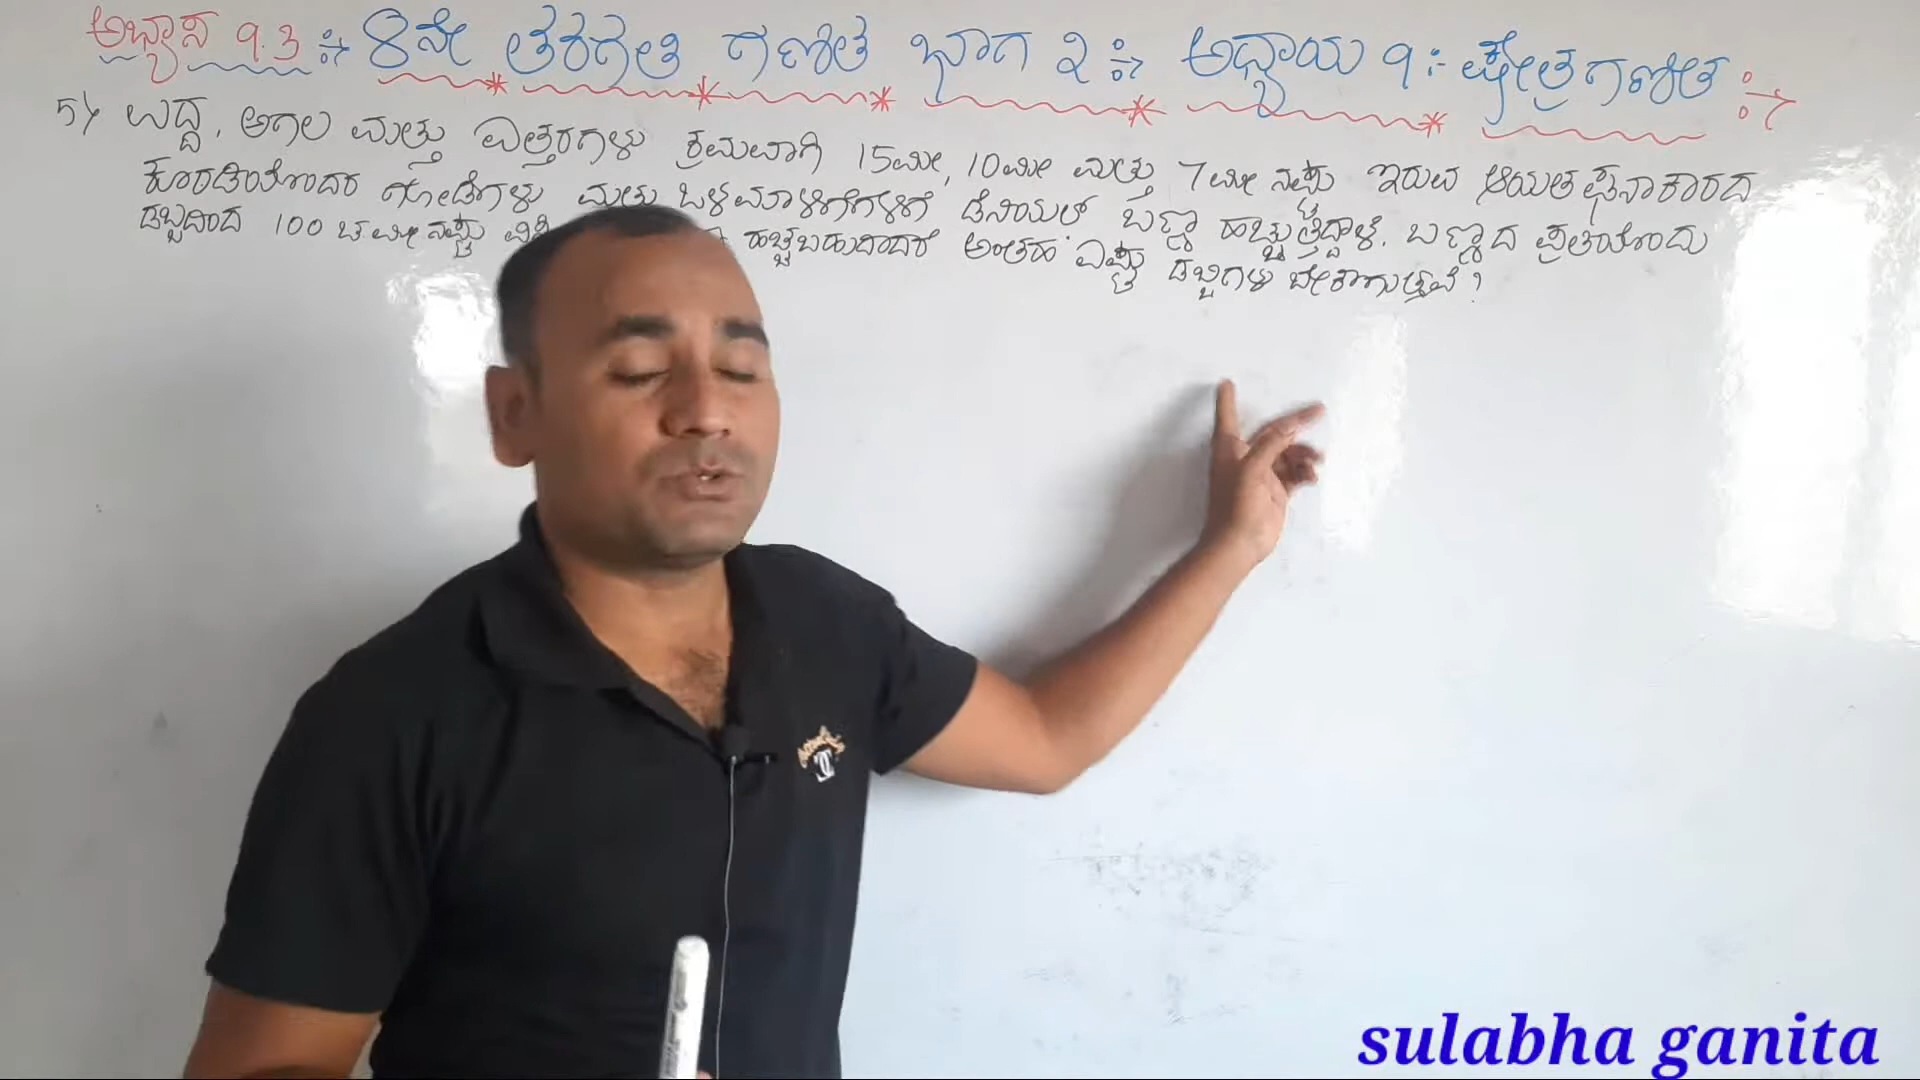 ಅಭ್ಯಾಸ 9.3 :→ 8ನೇ ತರಗತಿ ಗಣಿತ ಭಾಗ ೨ :→ ಅಧ್ಯಾಯ 9 :- ಕ್ಷೇತ್ರಗಣಿತ :→
5) ಉದ್ದ, ಅಗಲ ಮತ್ತು ಎತ್ತರಗಳು ಕ್ರಮವಾಗಿ 15ಮೀ, 10ಮೀ ಮತ್ತು 7ಮೀ ನಷ್ಟು ಇರುವ ಆಯತಘನಾಕಾರದ
ಕೂಠಡಿಯೊಂದರ ಗೋಡೆಗಳು ಮತ್ತು ಒಳಮಾಳಿಗೆಗಳಿಗೆ ಡೆನಿಯಲ್ ಬಣ್ಣ ಹಚ್ಚುತ್ತಿದ್ದಾಳೆ. ಬಣ್ಣದ ಪ್ರತಿಯೊಂದು
ಡಬ್ಬದಿಂದ 100 ಚ.ಮೀ ನಷ್ಟು ಹಚ್ಚಬಹುದಾದರೆ ಅಂತಹ ಎಷ್ಟು ಡಬ್ಬಿಗಳು ಬೇಕಾಗುತ್ತವೆ ?
sulabha ganita